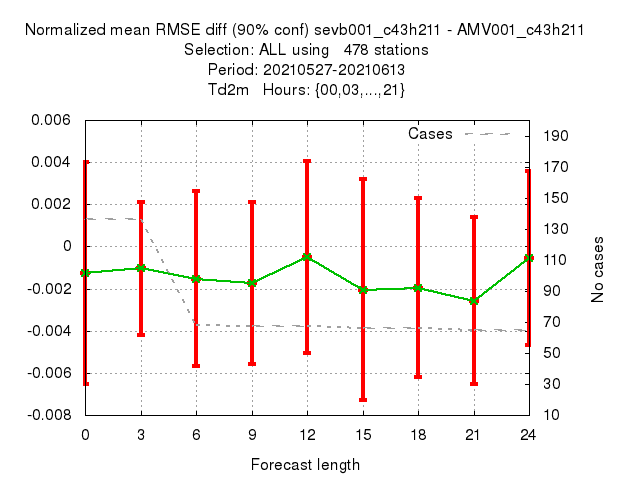 Normalized mean RMSE diff (90% conf) sevb001_c43h211 - AMV001_c43h211
Selection: ALL using   478 stations
Period: 20210527-20210613
Td2m   Hours: {00,03,...,21}
Cases
0.006
0.004
0.002
0
-0.002
-0.004
-0.006
-0.008
190
170
150
130
110
90
70
50
30
10
No cases
0 3 6 9 12 15 18 21 24
Forecast length